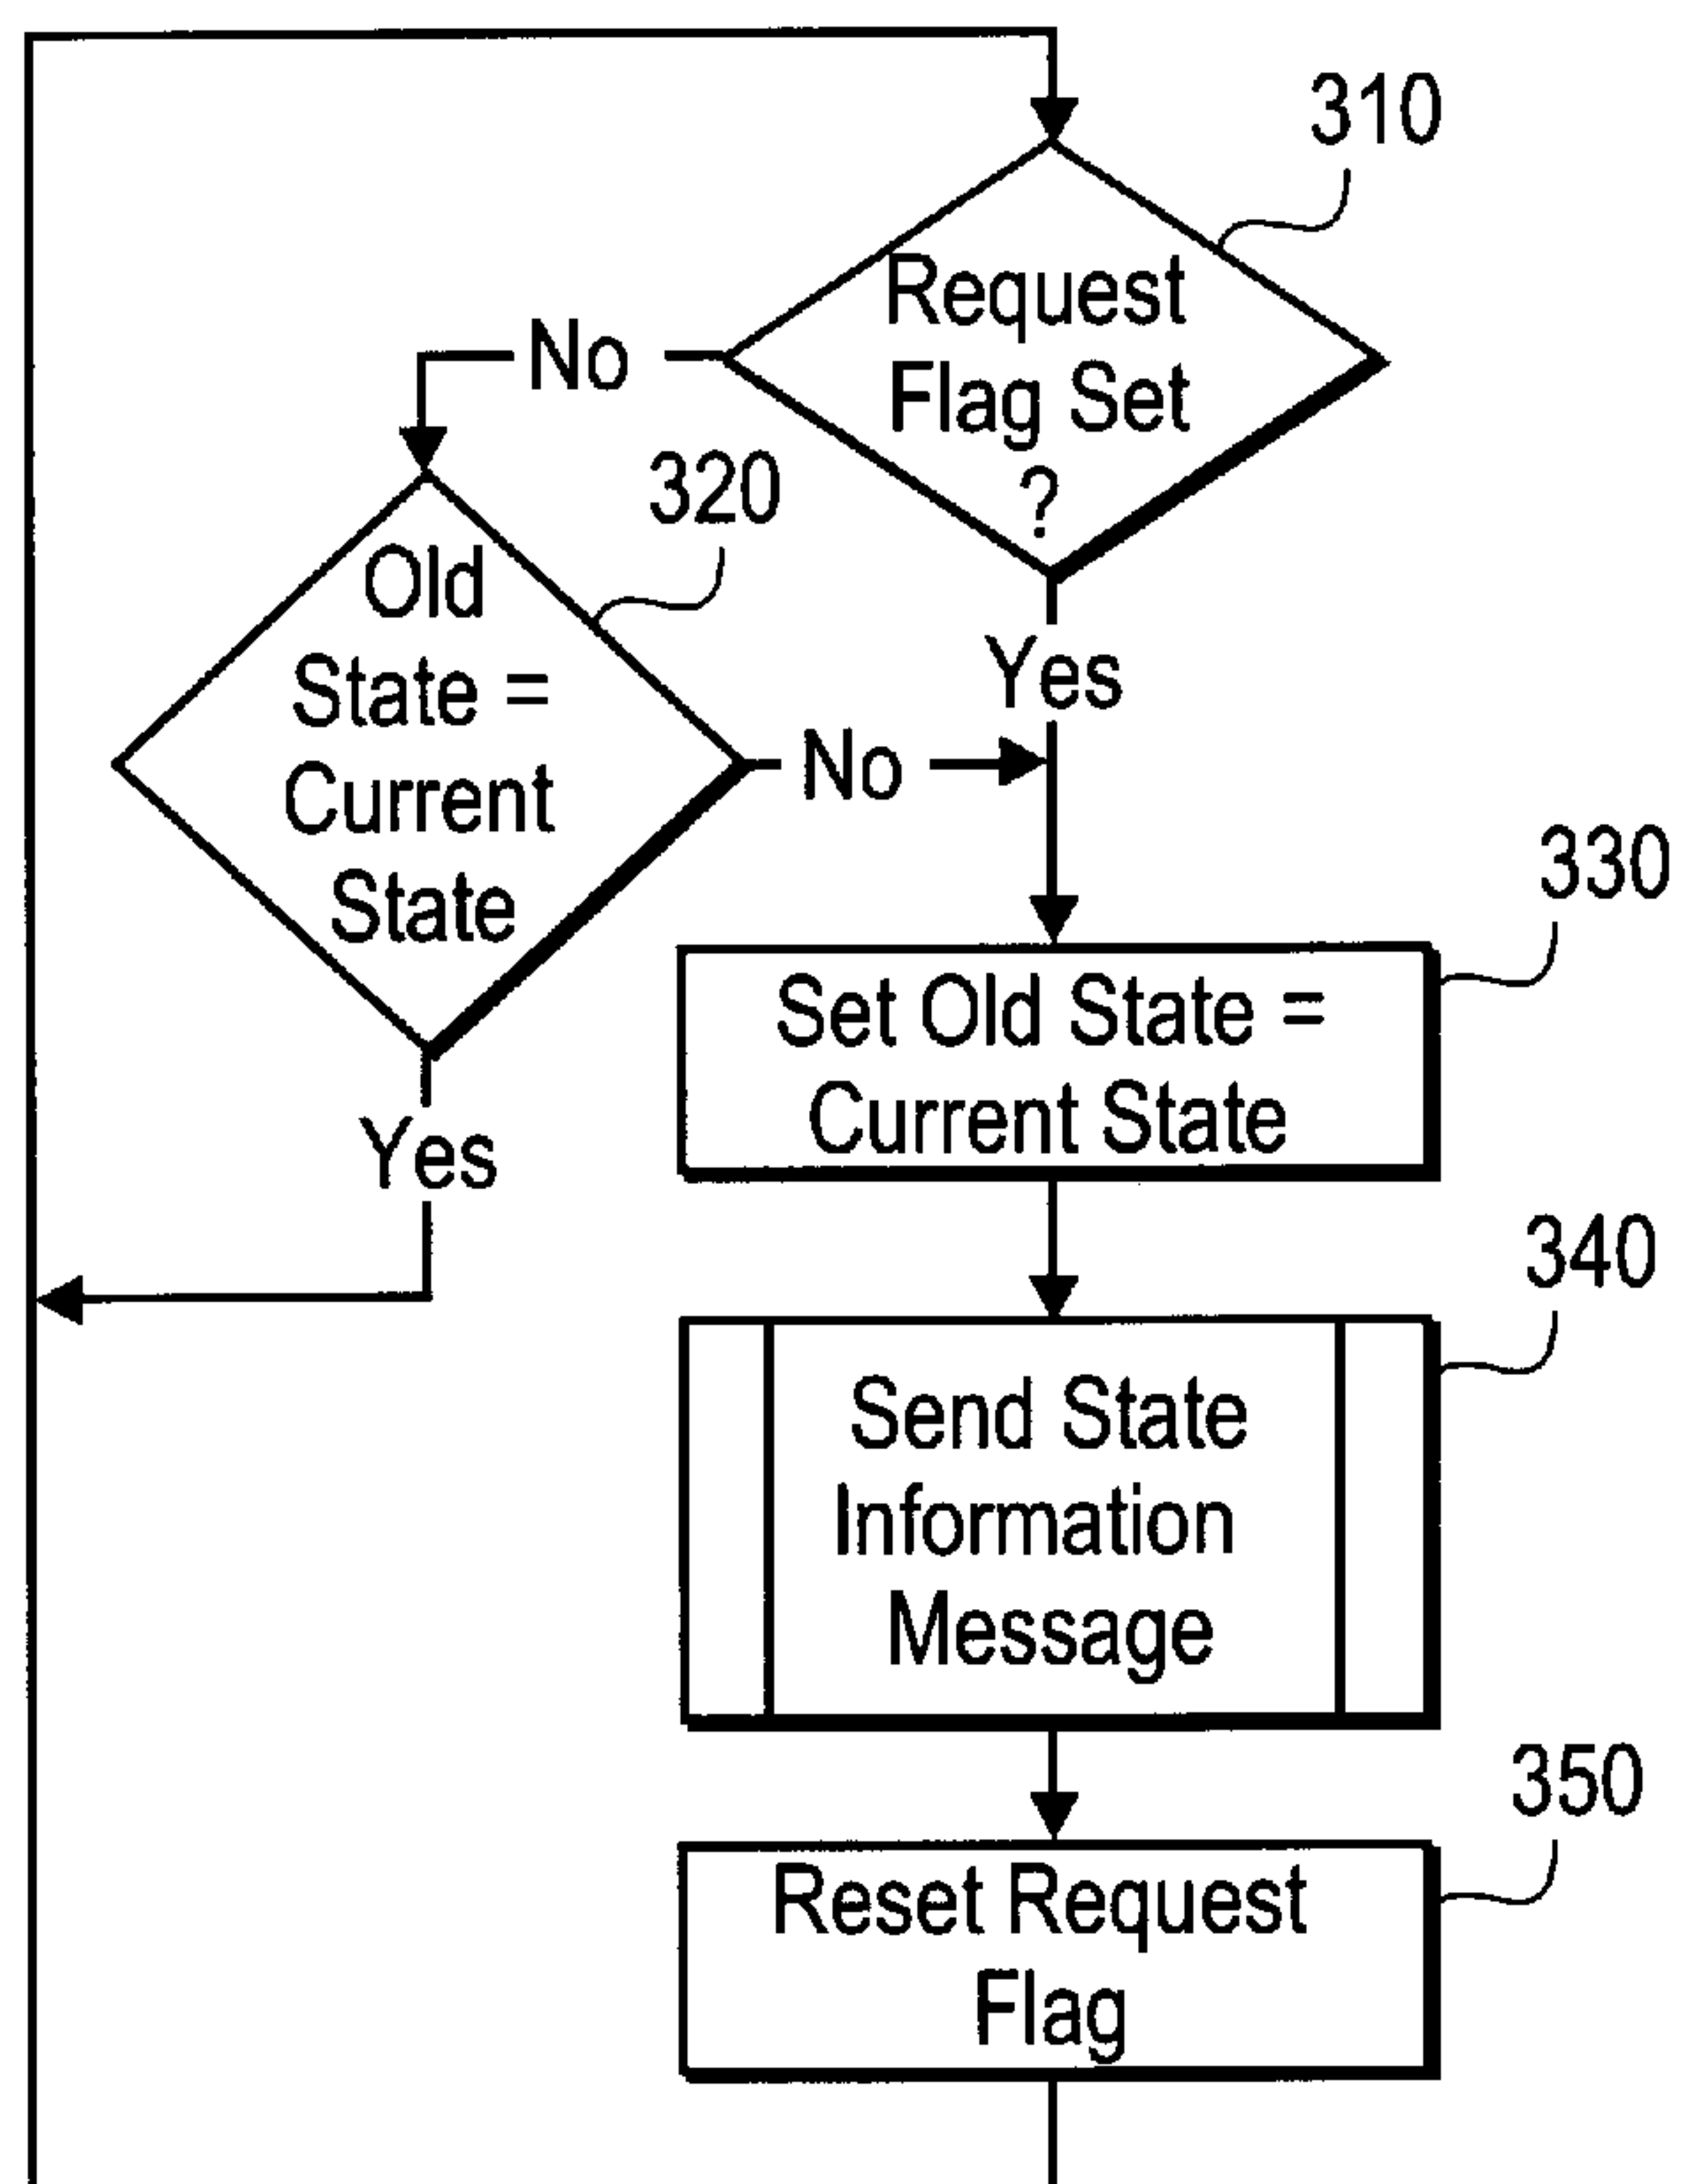 310
Request
Flag Set
?
No
320
Old
State =
Current
State
Yes
No
330
Set Old State =
Current State
Yes
340
Send State
Information
Message
350
Reset Request
Flag